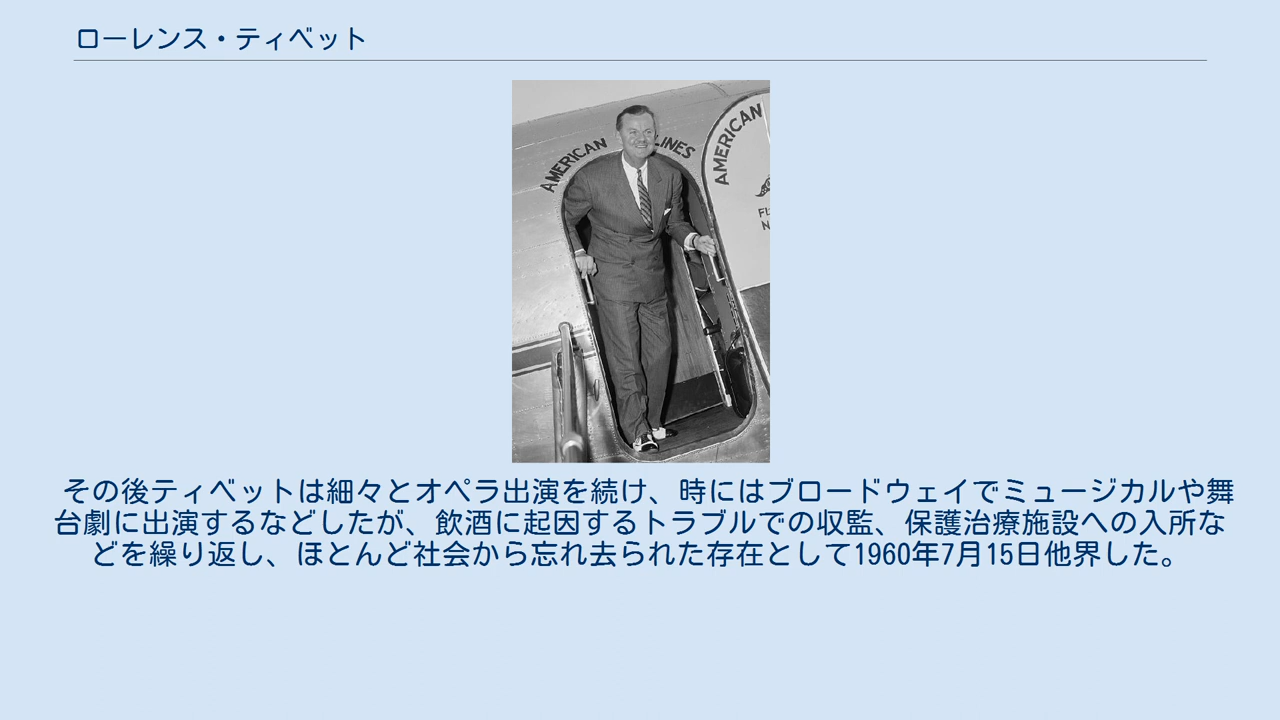 ローレンス・ティベット
AMERICAN
LINES
AMERICAN
その後ティベットは細々とオペラ出演を続け、時にはブロードウェイでミュージカルや舞
台劇に出演するなどしたが、飲酒に起因するトラブルでの収監、保護治療施設への入所な
どを繰り返し、ほとんど社会から忘れ去られた存在として1960年7月15日他界した。